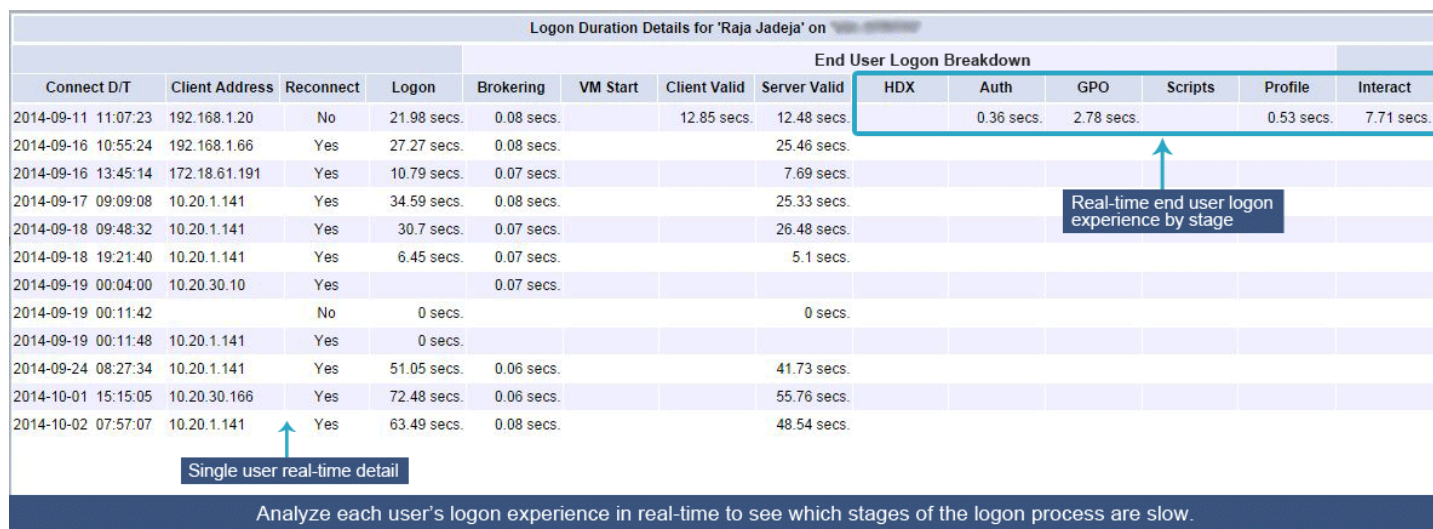 Logon Duration Details for 'Raja Jadeja' on
End User Logon Breakdown
Connect D/T Client Address Reconnect Logon Brokering VM Start Client Valid Server Valid HDX Auth GPO Scripts Profile Interact
2014-09-11 11:07:23 192.168.1.20 No 21.98 secs. 0.08 secs. 12.85 secs. 12.48 secs. 0.36 secs. 2.78 secs. 0.53 secs. 7.71 secs.
2014-09-16 10:55:24 192.168.1.66 Yes 27.27 secs. 0.08 secs. 25.46 secs.
2014-09-16 13:45:14 172.18.61.191 Yes 10.79 secs. 0.07 secs. 7.69 secs.
2014-09-17 09:09:08 10.20.1.141 Yes 34.59 secs. 0.08 secs. 25.33 secs.
2014-09-18 09:48:32 10.20.1.141 Yes 30.7 secs. 0.07 secs. 26.48 secs.
2014-09-18 19:21:40 10.20.1.141 Yes 6.45 secs. 0.07 secs. 5.1 secs.
2014-09-19 00:04:00 10.20.30.10 Yes 0.07 secs.
2014-09-19 00:11:42 No 0 secs. 0 secs.
2014-09-19 00:11:48 10.20.1.141 Yes 0 secs.
2014-09-24 08:27:34 10.20.1.141 Yes 51.05 secs. 0.06 secs. 41.73 secs.
2014-10-01 15:15:05 10.20.30.166 Yes 72.48 secs. 0.06 secs. 55.76 secs.
2014-10-02 07:57:07 10.20.1.141 Yes 63.49 secs. 0.08 secs. 48.54 secs.
Real-time end user logon
experience by stage
Single user real-time detail
Analyze each user's logon experience in real-time to see which stages of the logon process are slow.